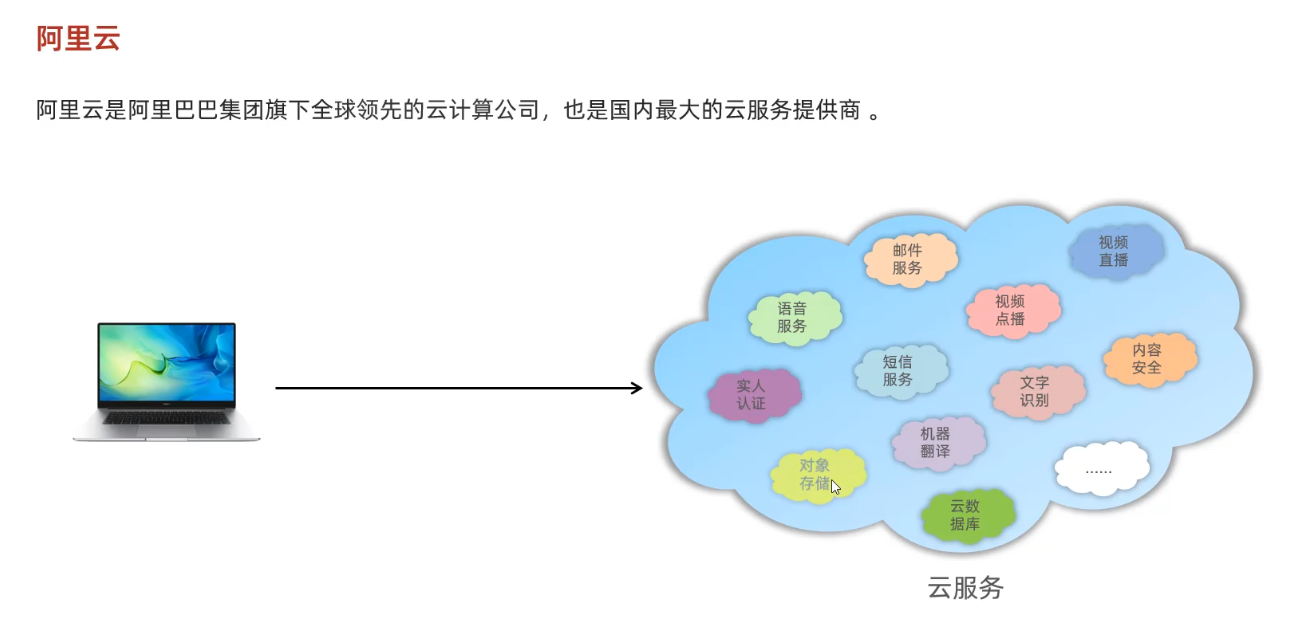 阿里云
阿里云是阿里巴巴集团旗下全球领先的云计算公司，也是国内最大的云服务提供商 。
邮件
服务
视频
直播
语音
服务
视频
点播
内容
安全
短信
服务
实人
认证
文字
识别
机器
翻译
对象
存储
......
云数
据库
云服务